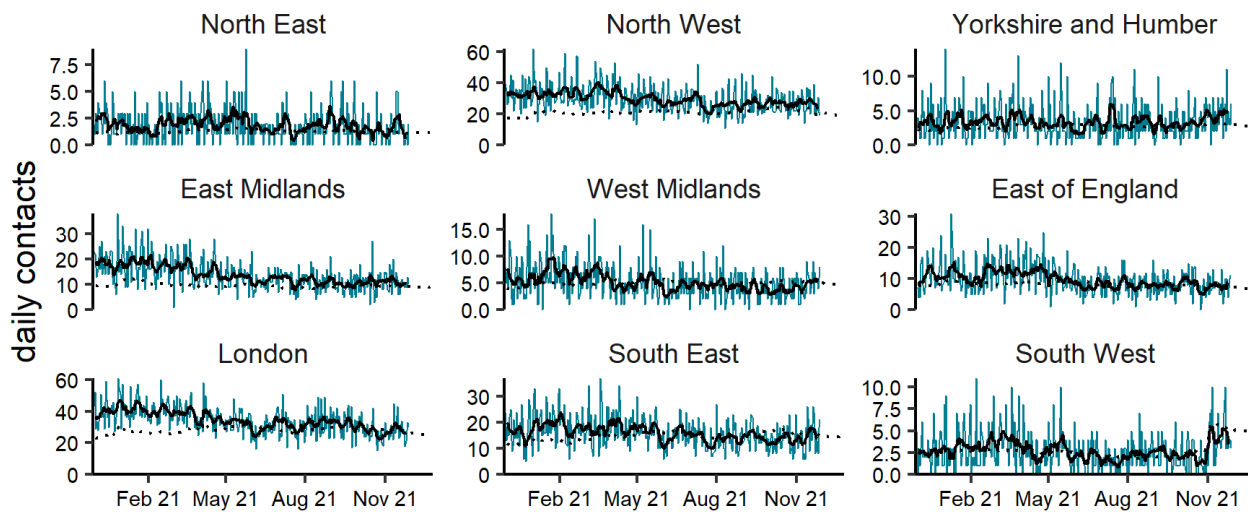 North East
North West
Yorkshire and Humber
7.5
5.0
2.5
0.0
60
40
20
0
10.0
5.0
0.0
daily contacts
East Midlands
West Midlands
East of England
30
20
10
0
15.0
10.0
5.0
0.0
30
20
10
0
London
South East
South West
60
40
20
0
30
20
10
0
10.0
7.5
5.0
2.5
0.0
Feb 21 May 21 Aug 21 Nov 21
Feb 21 May 21 Aug 21 Nov 21
Feb 21 May 21 Aug 21 Nov 21